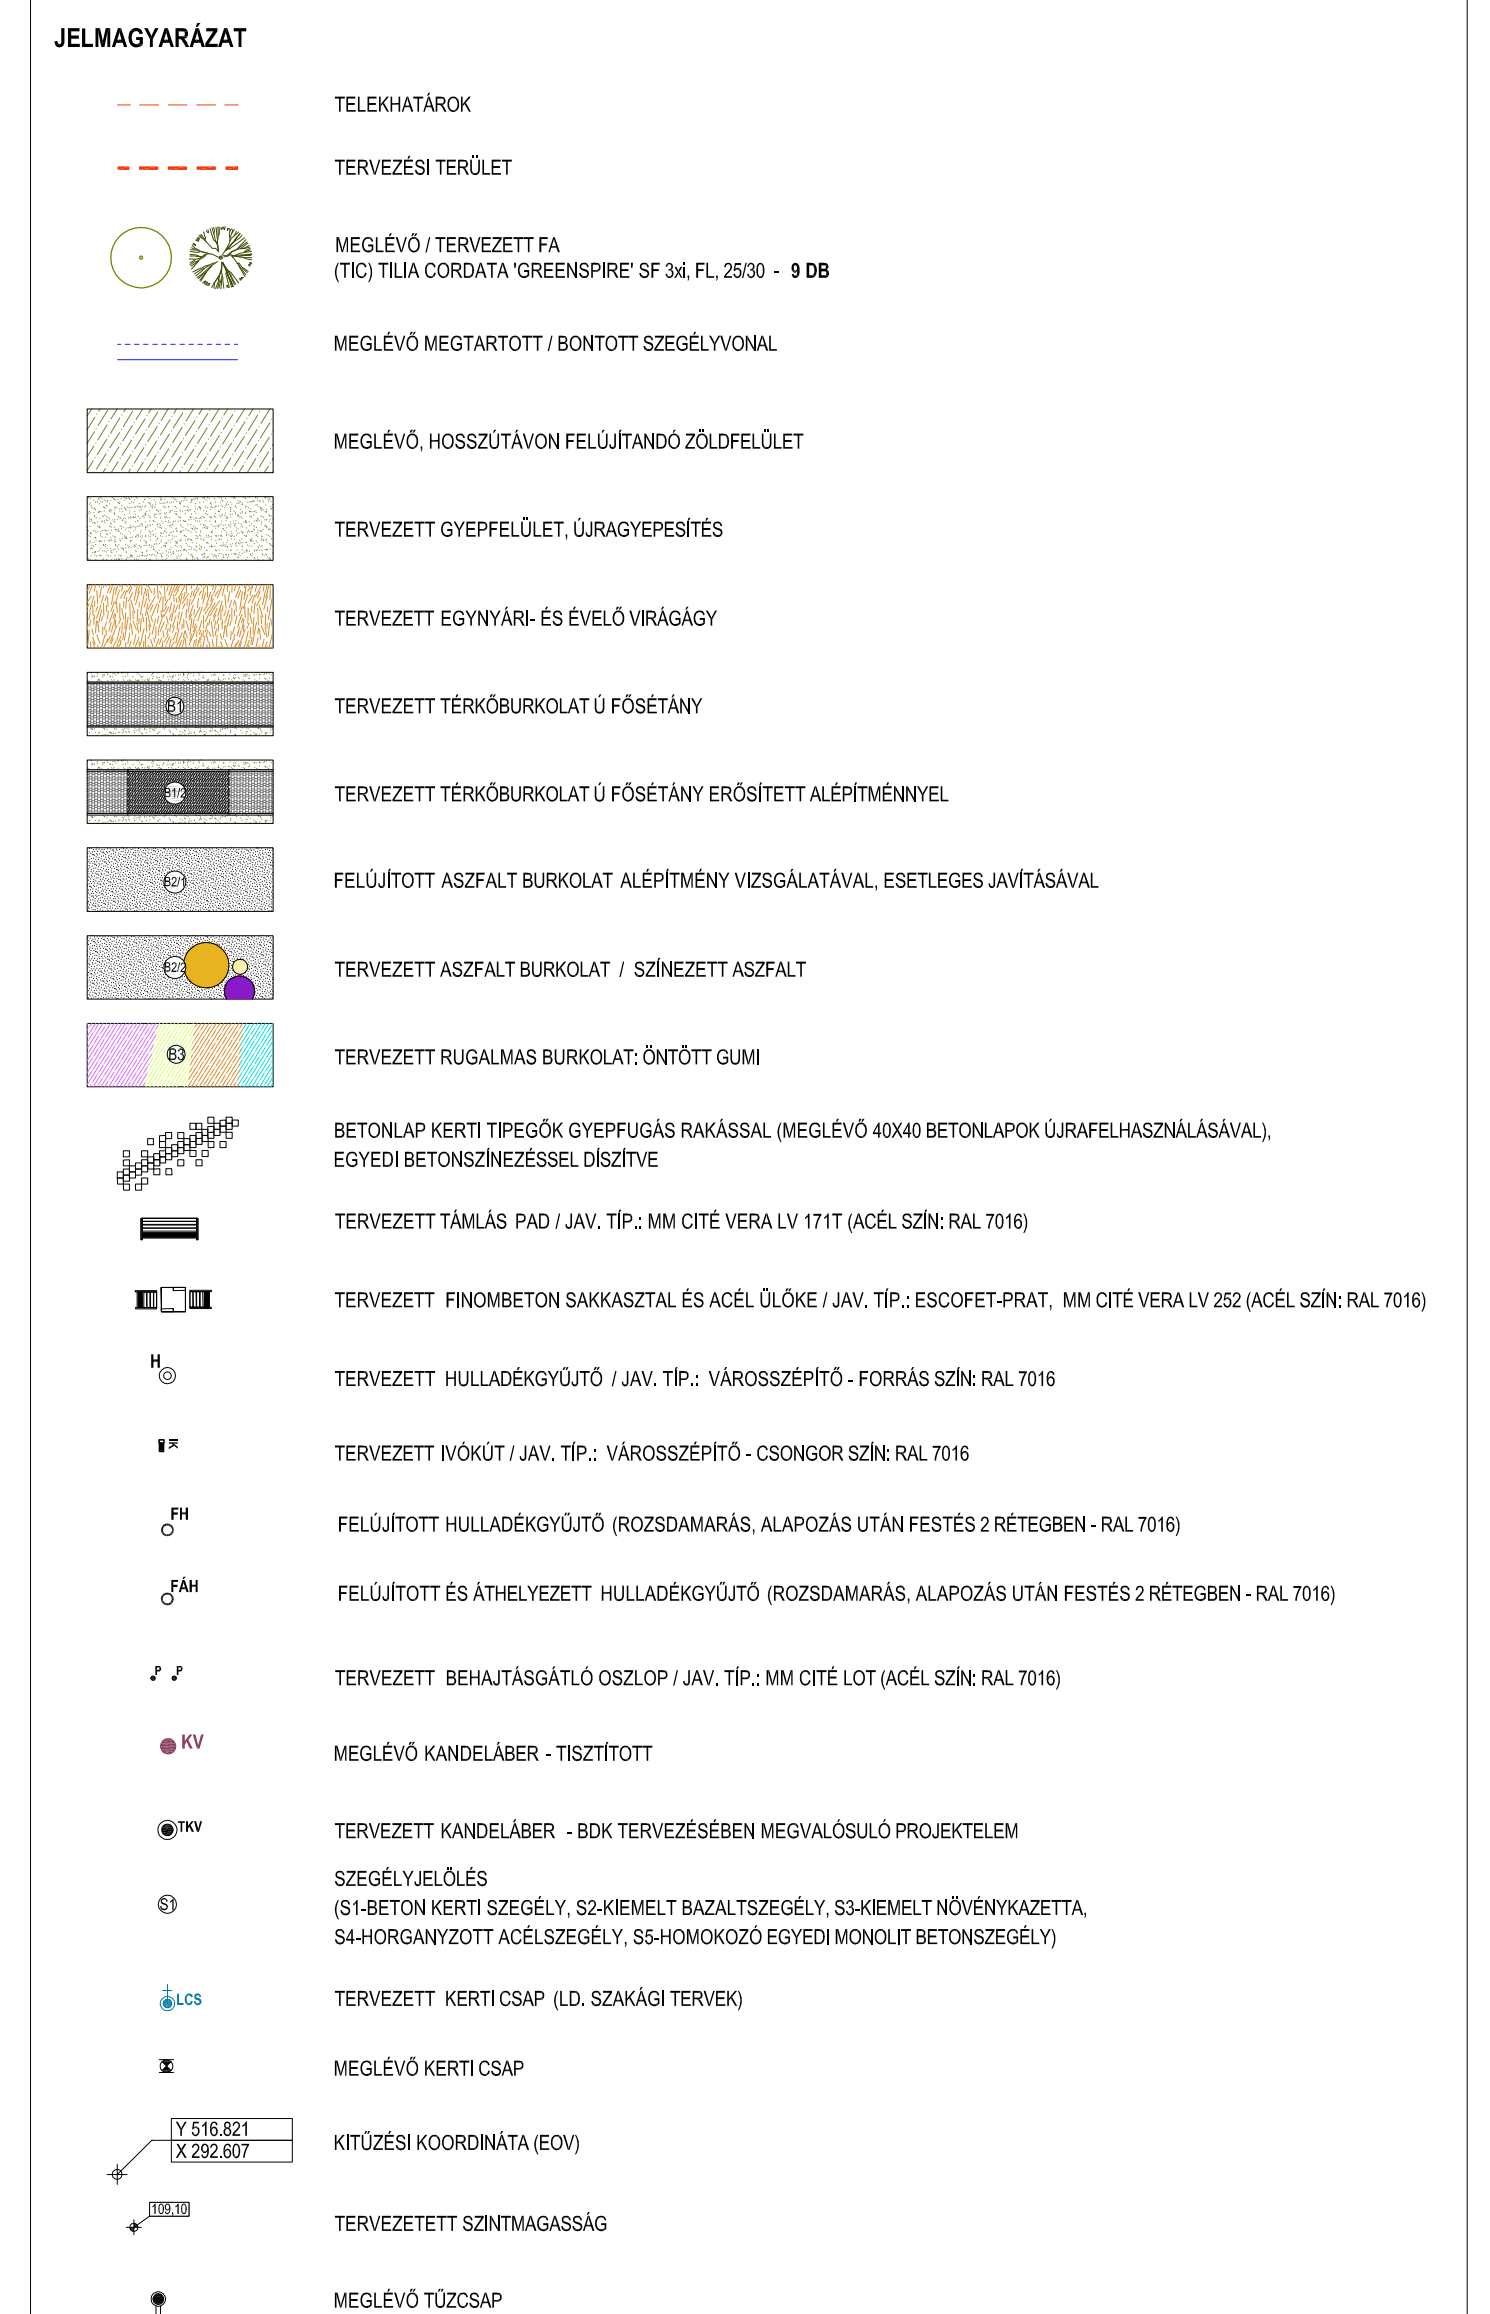 JELMAGYARÁZAT
TELEKHATÁROK
TERVEZÉSI TERÜLET
MEGLÉVŐ / TERVEZETT FA
(TIC) TILIA CORDATA 'GREENSPIRE' SF 3xi, FL, 25/30 - 9 DB
MEGLÉVŐ MEGTARTOTT / BONTOTT SZEGÉLYVONAL
MEGLÉVŐ, HOSSZÚTÁVON FELÚJÍTANDÓ ZÖLDFELÜLET
TERVEZETT GYEPFELÜLET, ÚJRAGYEPESÍTÉS
TERVEZETT EGYNYÁRI- ÉS ÉVELŐ VIRÁGÁGY
B1 TERVEZETT TÉRKŐBURKOLAT Ú FŐSÉTÁNY
B1/2 TERVEZETT TÉRKŐBURKOLAT Ú FŐSÉTÁNY ERŐSÍTETT ALÉPÍTMÉNNYEL
B2/1 FELÚJÍTOTT ASZFALT BURKOLAT ALÉPÍTMÉNY VIZSGÁLATÁVAL, ESETLEGES JAVÍTÁSÁVAL
B2/2 TERVEZETT ASZFALT BURKOLAT / SZÍNEZETT ASZFALT
B3 TERVEZETT RUGALMAS BURKOLAT: ÖNTÖTT GUMI
BETONLAP KERTI TIPEGŐK GYEPFUGÁS RAKÁSSAL (MEGLÉVŐ 40X40 BETONLAPOK ÚJRAFELHASZNÁLÁSÁVAL),
EGYEDI BETONSZÍNEZÉSSEL DÍSZÍTVE
TERVEZETT TÁMLÁS PAD / JAV. TÍP.: MM CITÉ VERA LV 171T (ACÉL SZÍN: RAL 7016)
TERVEZETT FINOMBETON SAKKASZTAL ÉS ACÉL ÜLŐKE / JAV. TÍP.: ESCOFET-PRAT, MM CITÉ VERA LV 252 (ACÉL SZÍN: RAL 7016)
H TERVEZETT HULLADÉKGYŰJTŐ / JAV. TÍP.: VÁROSSZÉPÍTŐ - FORRÁS SZÍN: RAL 7016
IK TERVEZETT IVÓKÚT / JAV. TÍP.: VÁROSSZÉPÍTŐ - CSONGOR SZÍN: RAL 7016
FH FELÚJÍTOTT HULLADÉKGYŰJTŐ (ROZSDAMARÁS, ALAPOZÁS UTÁN FESTÉS 2 RÉTEGBEN - RAL 7016)
FÁH FELÚJÍTOTT ÉS ÁTHELYEZETT HULLADÉKGYŰJTŐ (ROZSDAMARÁS, ALAPOZÁS UTÁN FESTÉS 2 RÉTEGBEN - RAL 7016)
P P TERVEZETT BEHAJTÁSGÁTLÓ OSZLOP / JAV. TÍP.: MM CITÉ LOT (ACÉL SZÍN: RAL 7016)
KV MEGLÉVŐ KANDELÁBER - TISZTÍTOTT
TKV TERVEZETT KANDELÁBER - BDK TERVEZÉSÉBEN MEGVALÓSULÓ PROJEKTELEM
SZEGÉLYJELÖLÉS
S1 (S1-BETON KERTI SZEGÉLY, S2-KIEMELT BAZALTSZEGÉLY, S3-KIEMELT NÖVÉNYKAZETTA,
S4-HORGANYZOTT ACÉLSZEGÉLY, S5-HOMOKOZÓ EGYEDI MONOLIT BETONSZEGÉLY)
LCS TERVEZETT KERTI CSAP (LD. SZAKÁGI TERVEK)
MEGLÉVŐ KERTI CSAP
Y 516.821
X 292.607
KITŰZÉSI KOORDINÁTA (EOV)
109,10
TERVEZETETT SZINTMAGASSÁG
MEGLÉVŐ TŰZCSAP